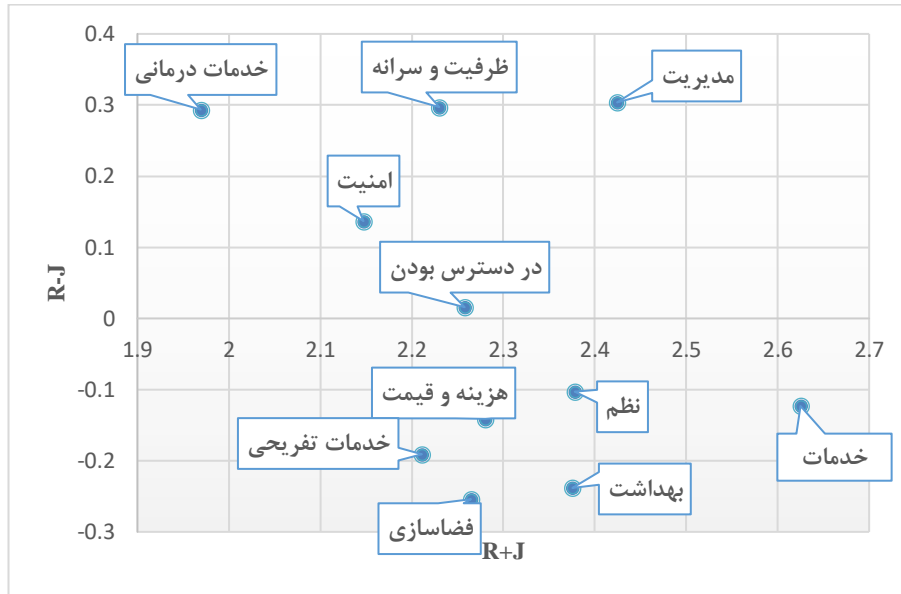 0.4
0.3
0.2
0.1
0
-0.1
-0.2
-0.3
1.9
2
2.1
2.2
2.3
2.4
2.5
2.6
2.7
R-J
R+J
خدمات درمانی
ظرفیت و سرانه
مدیریت
امنیت
در دسترس بودن
هزینه و قیمت
نظم
خدمات تفریحی
خدمات
بهداشت
فضاسازی